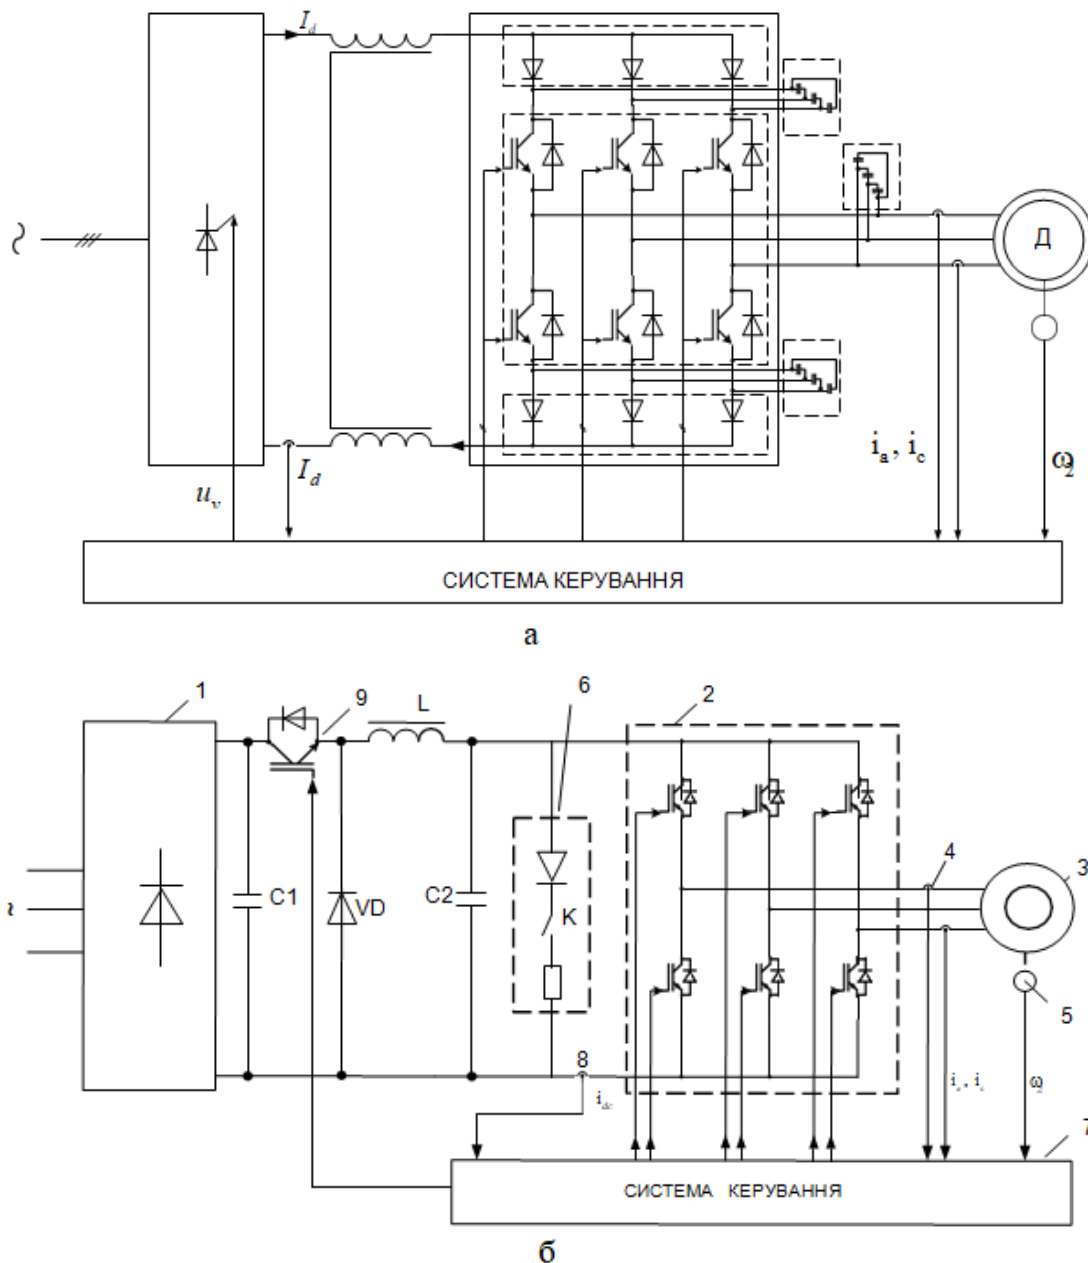 I_d
Д
i_a, i_c
ω_2
I_d
u_v
СИСТЕМА КЕРУВАННЯ
а
1
9
L
6
2
C1
VD
C2
K
4
3
5
8
i_dc
i_a, i_c
ω_2
7
СИСТЕМА КЕРУВАННЯ
б